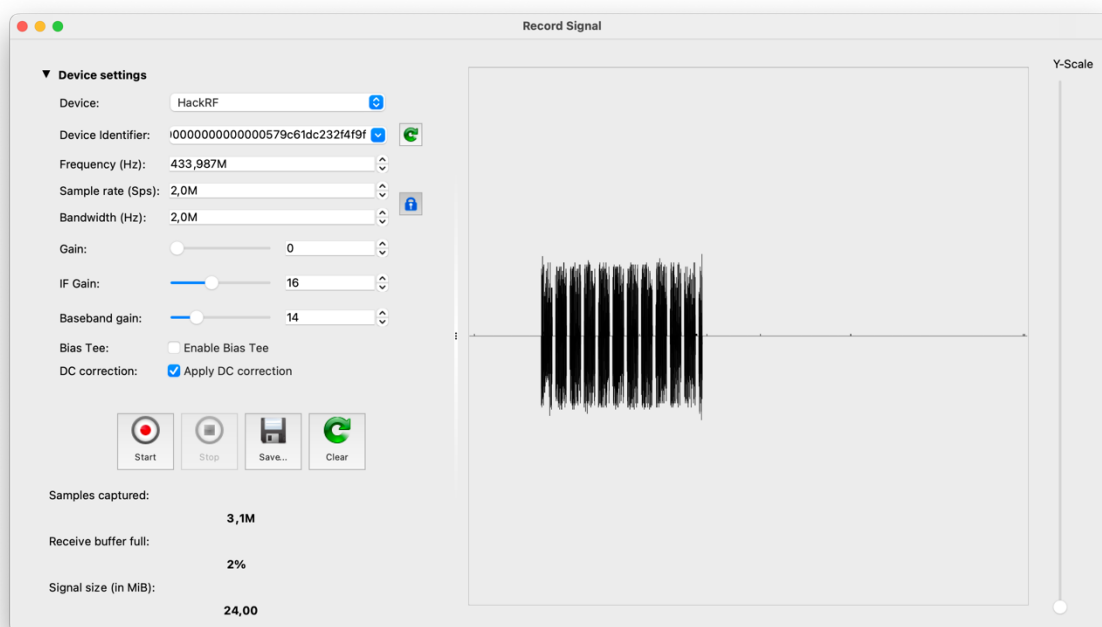 Record Signal
Y-Scale
Device settings
Device: HackRF
Device Identifier: 00000000000000579c61dc232f4f9f
Frequency (Hz): 433,987M
Sample rate (Sps): 2,0M
Bandwidth (Hz): 2,0M
Gain: 0
IF Gain: 16
Baseband gain: 14
Bias Tee: Enable Bias Tee
DC correction: Apply DC correction
Start Stop Save... Clear
Samples captured:
3,1M
Receive buffer full:
2%
Signal size (in MiB):
24,00